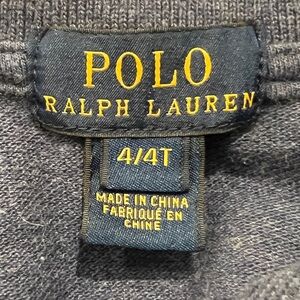 POLO
RALPH LAUREN
4/4T
MADE IN CHINA
FABRIQUÉ EN
CHINE